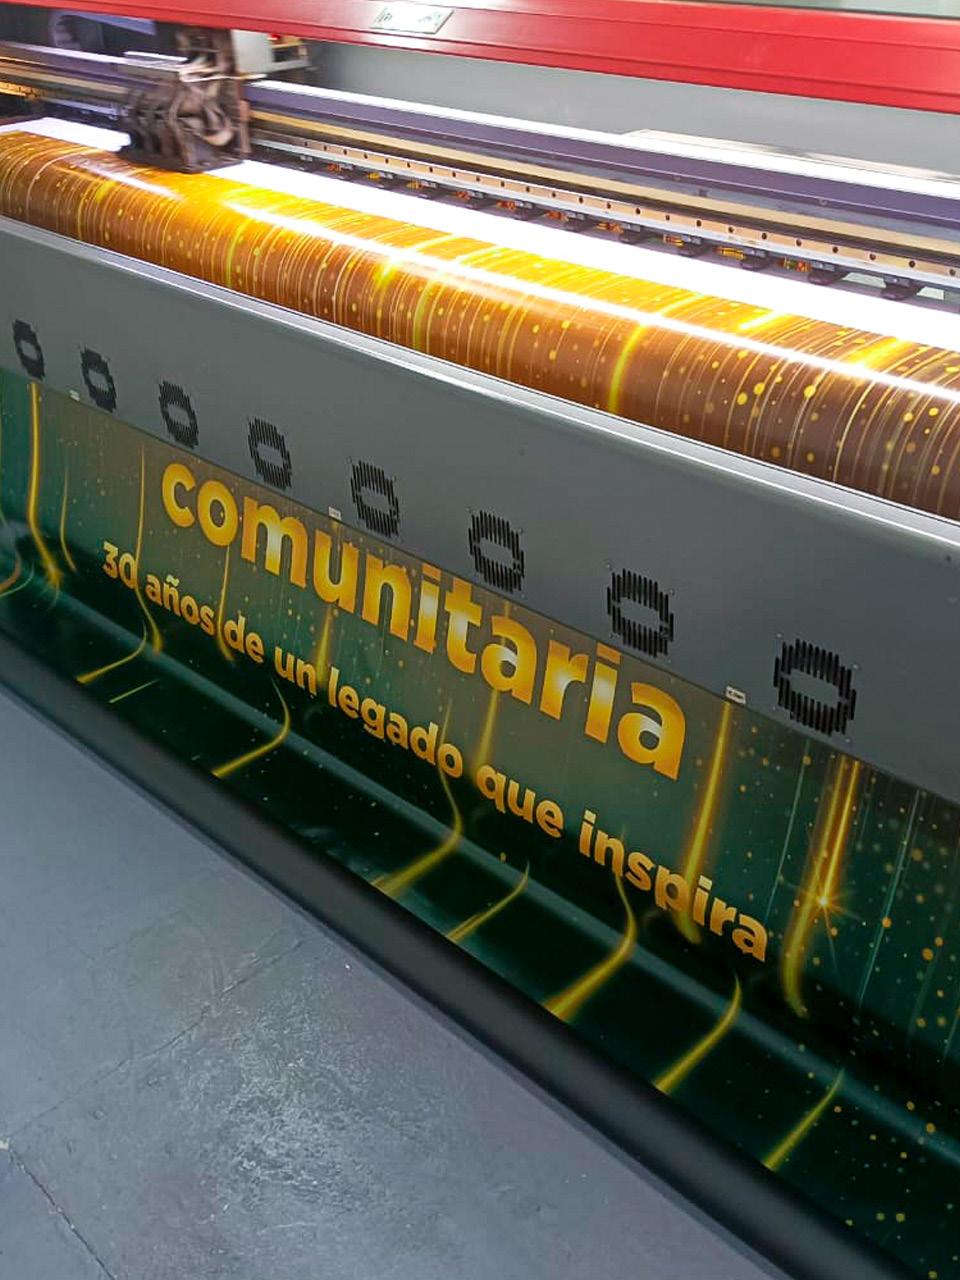 comunitaria
30 años de un legado que inspira